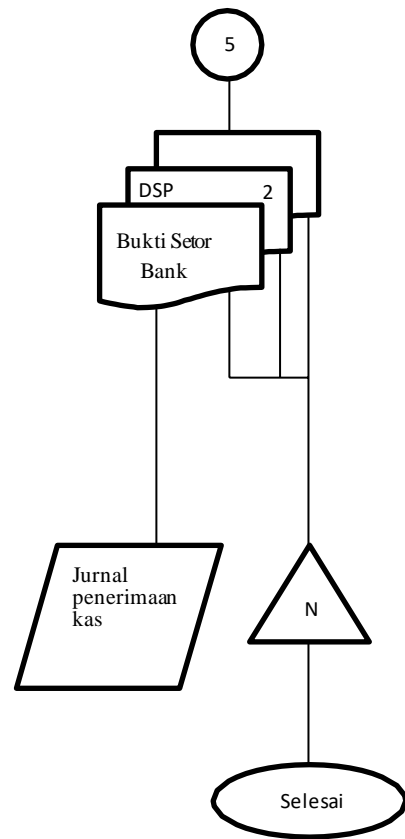 5
DSP 2
Bukti Setor
Bank
Jurnal
penerimaan
kas
N
Selesai